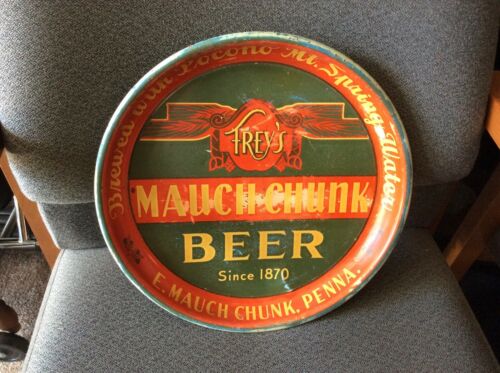 Brewed with Pocono Mt. Spring Water
FREY'S
MAUCH CHUNK
BEER
Since 1870
E. MAUCH CHUNK, PENNA.